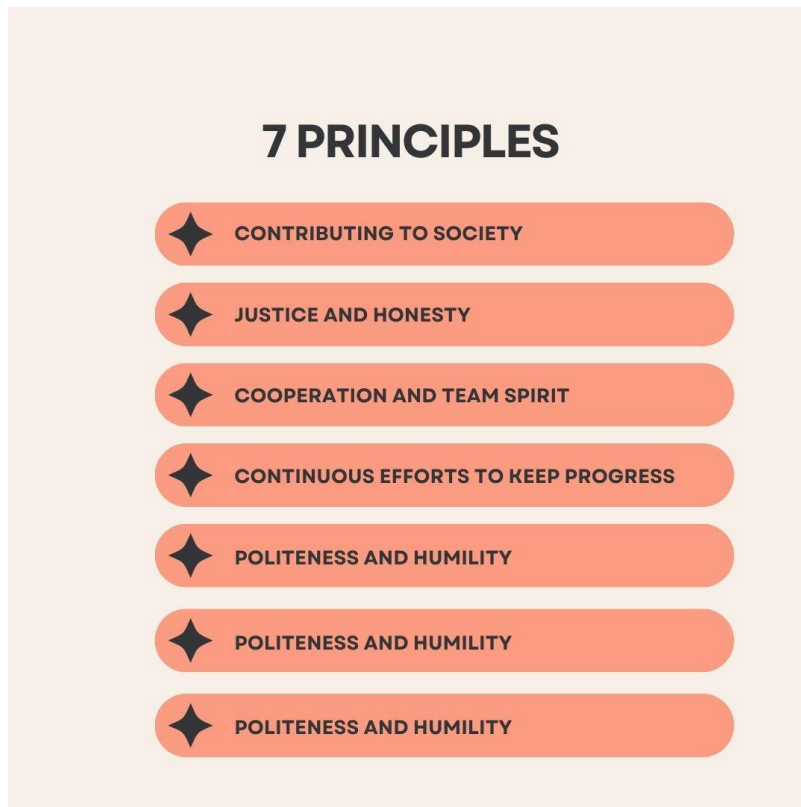 7 PRINCIPLES
CONTRIBUTING TO SOCIETY
JUSTICE AND HONESTY
COOPERATION AND TEAM SPIRIT
CONTINUOUS EFFORTS TO KEEP PROGRESS
POLITENESS AND HUMILITY
POLITENESS AND HUMILITY
POLITENESS AND HUMILITY